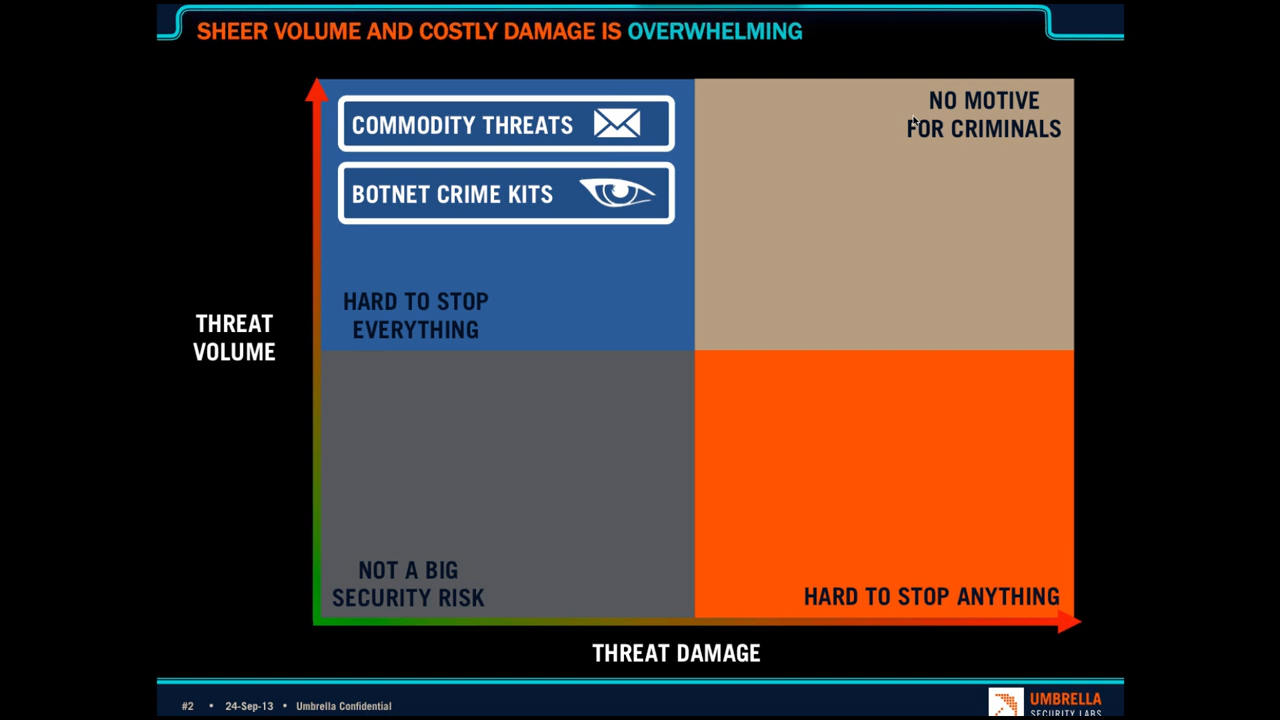 SHEER VOLUME AND COSTLY DAMAGE IS OVERWHELMING
COMMODITY THREATS
BOTNET CRIME KITS
HARD TO STOP
EVERYTHING
NO MOTIVE
FOR CRIMINALS
THREAT
VOLUME
NOT A BIG
SECURITY RISK
HARD TO STOP ANYTHING
THREAT DAMAGE
#2 • 24-Sep-13 • Umbrella Confidential
UMBRELLA
SECURITY LABS